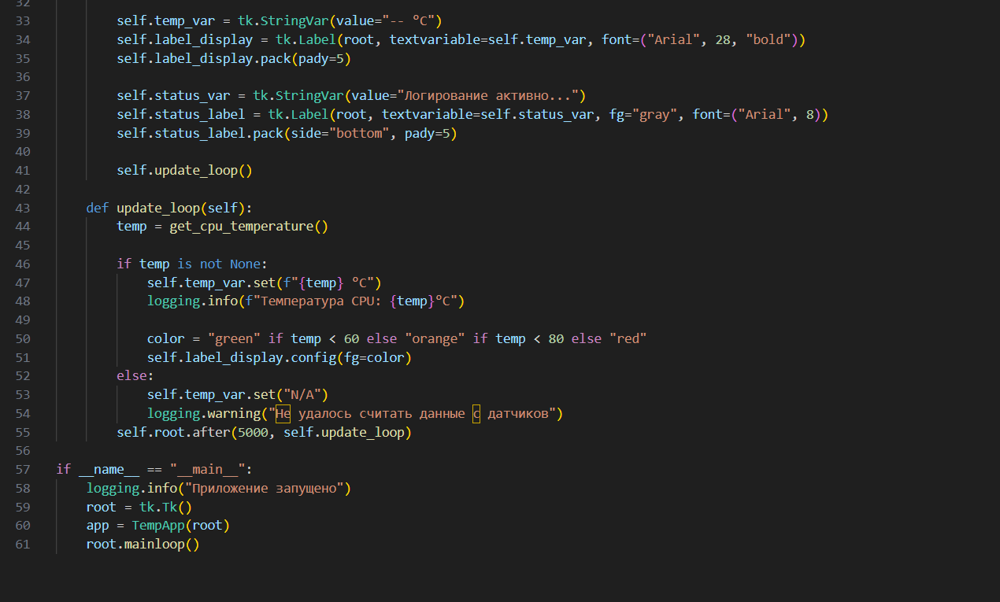 32
33 self.temp_var = tk.StringVar(value="-- °C")
34 self.label_display = tk.Label(root, textvariable=self.temp_var, font=("Arial", 28, "bold"))
35 self.label_display.pack(pady=5)
36
37 self.status_var = tk.StringVar(value="Логирование активно...")
38 self.status_label = tk.Label(root, textvariable=self.status_var, fg="gray", font=("Arial", 8))
39 self.status_label.pack(side="bottom", pady=5)
40
41 self.update_loop()
42
43 def update_loop(self):
44 temp = get_cpu_temperature()
45
46 if temp is not None:
47 self.temp_var.set(f"{temp} °C")
48 logging.info(f"Температура CPU: {temp}°C")
49
50 color = "green" if temp < 60 else "orange" if temp < 80 else "red"
51 self.label_display.config(fg=color)
52 else:
53 self.temp_var.set("N/A")
54 logging.warning("Не удалось считать данные с датчиков")
55 self.root.after(5000, self.update_loop)
56
57 if __name__ == "__main__":
58 logging.info("Приложение запущено")
59 root = tk.Tk()
60 app = TempApp(root)
61 root.mainloop()